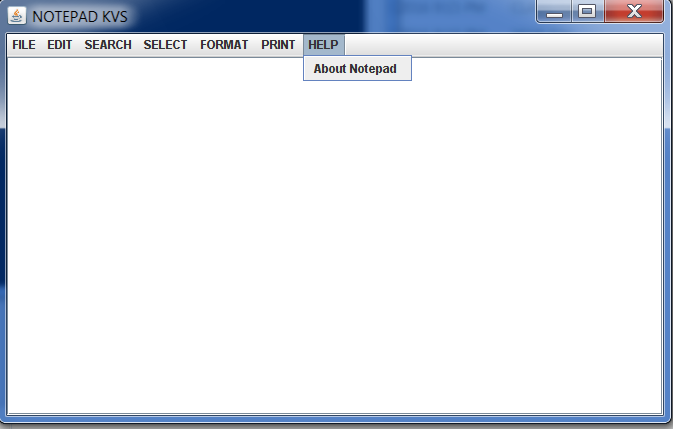 NOTEPAD KVS
FILE EDIT SEARCH SELECT FORMAT PRINT HELP
About Notepad